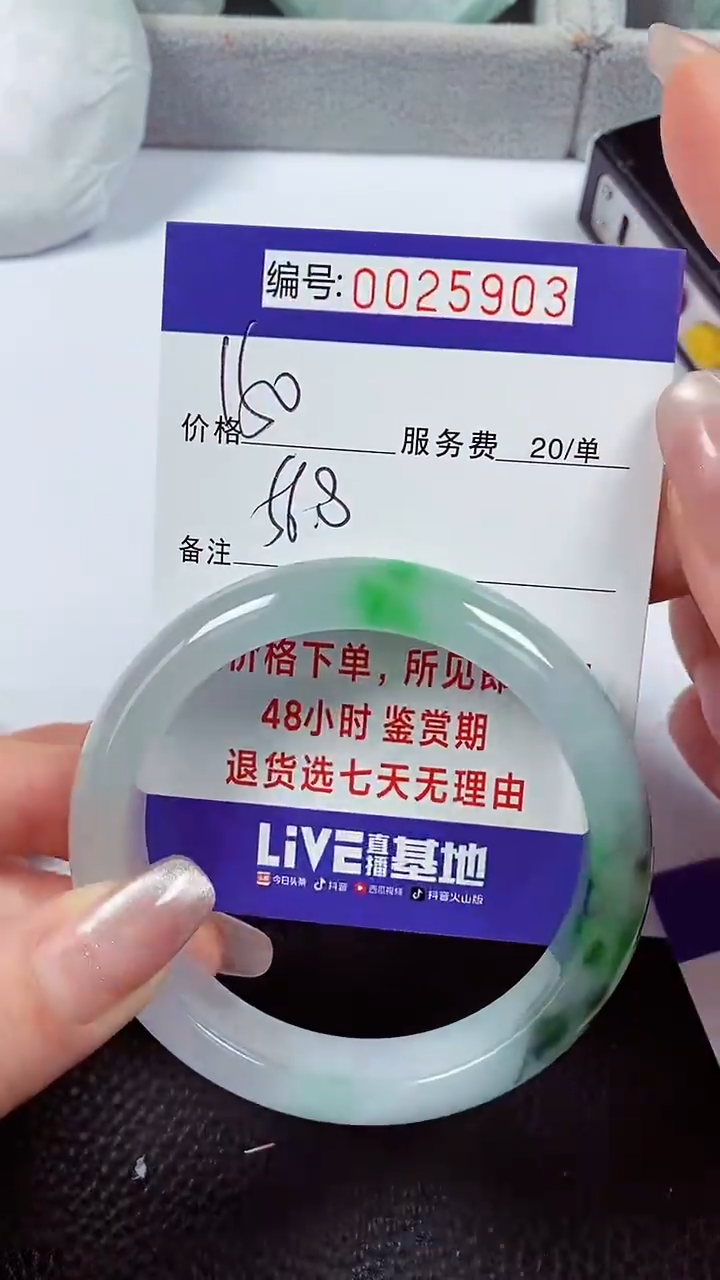 编号:0025903
价格 服务费 20/单
56.8
备注
价格下单,所见即
48小时 鉴赏期
退货选七天无理由
LiVE直播基地
今日头条 抖音 西瓜视频 抖音火山版